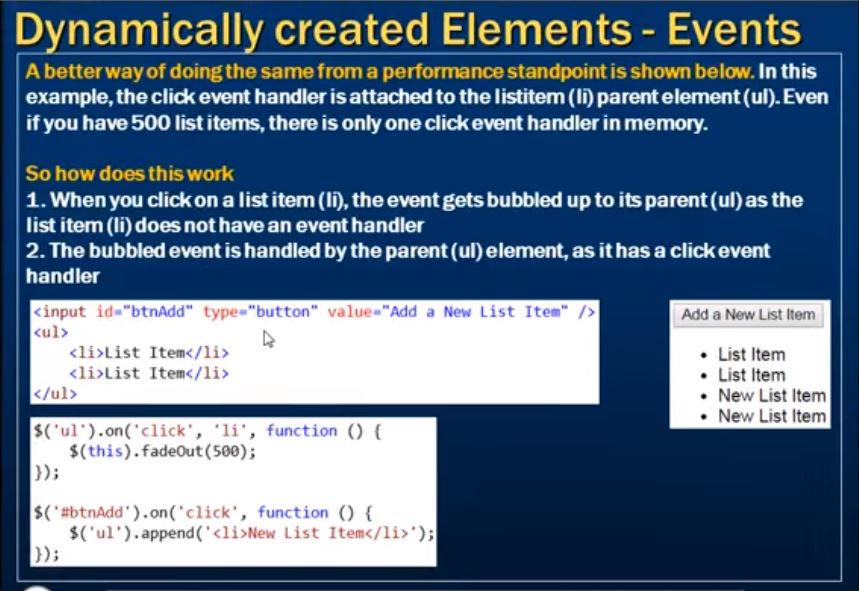 Dynamically created Elements - Events
A better way of doing the same from a performance standpoint is shown below. In this
example, the click event handler is attached to the listitem (li) parent element (ul). Even
if you have 500 list items, there is only one click event handler in memory.
So how does this work
1. When you click on a list item (li), the event gets bubbled up to its parent (ul) as the
list item (li) does not have an event handler
2. The bubbled event is handled by the parent (ul) element, as it has a click event
handler
<input id="btnAdd" type="button" value="Add a New List Item" />
<ul>
    <li>List Item</li>
    <li>List Item</li>
</ul>
Add a New List Item
• List Item
• List Item
• New List Item
• New List Item
$('ul').on('click', 'li', function () {
    $(this).fadeOut(500);
});
$('#btnAdd').on('click', function () {
    $('ul').append('<li>New List Item</li>');
});